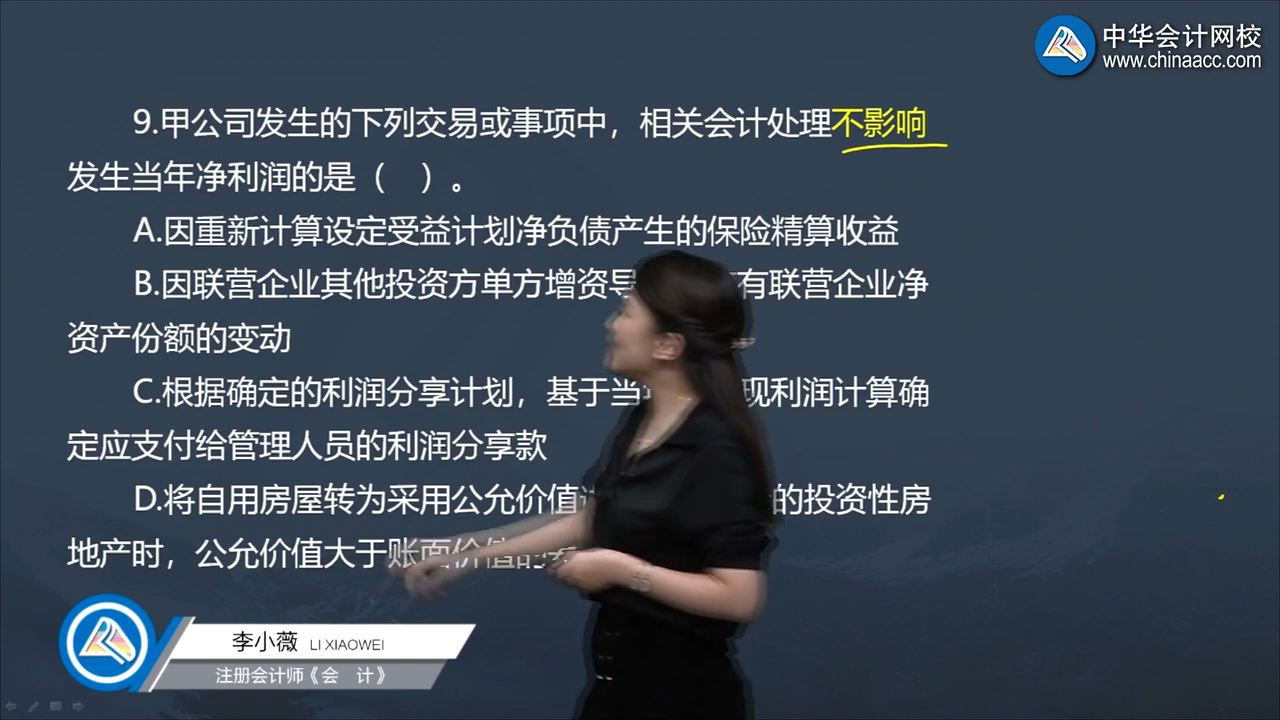 中华会计网校
www.chinaacc.com
9.甲公司发生的下列交易或事项中，相关会计处理不影响
发生当年净利润的是（　）。
A.因重新计算设定受益计划净负债产生的保险精算收益
B.因联营企业其他投资方单方增资导 有联营企业净
资产份额的变动
C.根据确定的利润分享计划，基于当 现利润计算确
定应支付给管理人员的利润分享款
D.将自用房屋转为采用公允价值 的投资性房
地产时，公允价值大于账面价值的
李小薇 LI XIAOWEI
注册会计师《会　计》